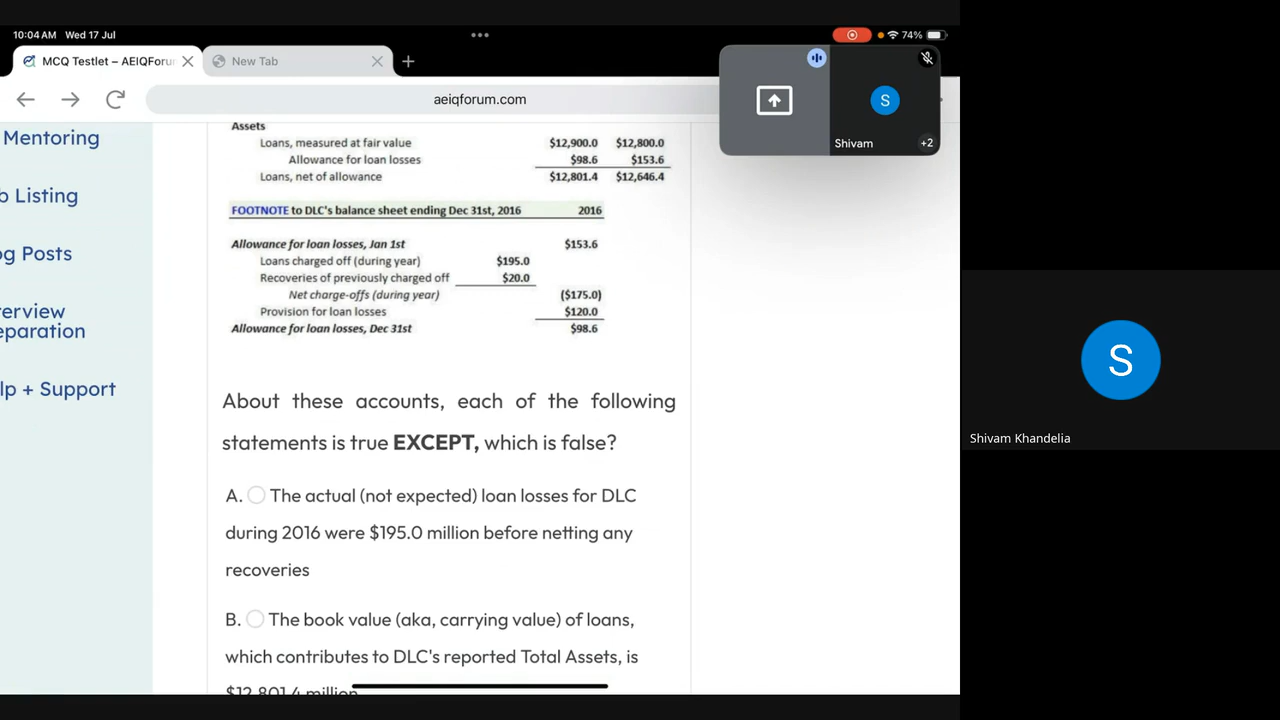 10:04 AM Wed 17 Jul
74%
MCQ Testlet – AEIQForu
New Tab
aeiqforum.com
S
Shivam
+2
Mentoring
b Listing
og Posts
terview
eparation
lp + Support
Assets
Loans, measured at fair value $12,900.0 $12,800.0
Allowance for loan losses $98.6 $153.6
Loans, net of allowance $12,801.4 $12,646.4
FOOTNOTE to DLC's balance sheet ending Dec 31st, 2016 2016
Allowance for loan losses, Jan 1st $153.6
Loans charged off (during year) $195.0
Recoveries of previously charged off $20.0
Net charge-offs (during year) ($175.0)
Provision for loan losses $120.0
Allowance for loan losses, Dec 31st $98.6
About these accounts, each of the following
statements is true EXCEPT, which is false?
A. The actual (not expected) loan losses for DLC
during 2016 were $195.0 million before netting any
recoveries
B. The book value (aka, carrying value) of loans,
which contributes to DLC's reported Total Assets, is
$12,801.4 million
S
Shivam Khandelia